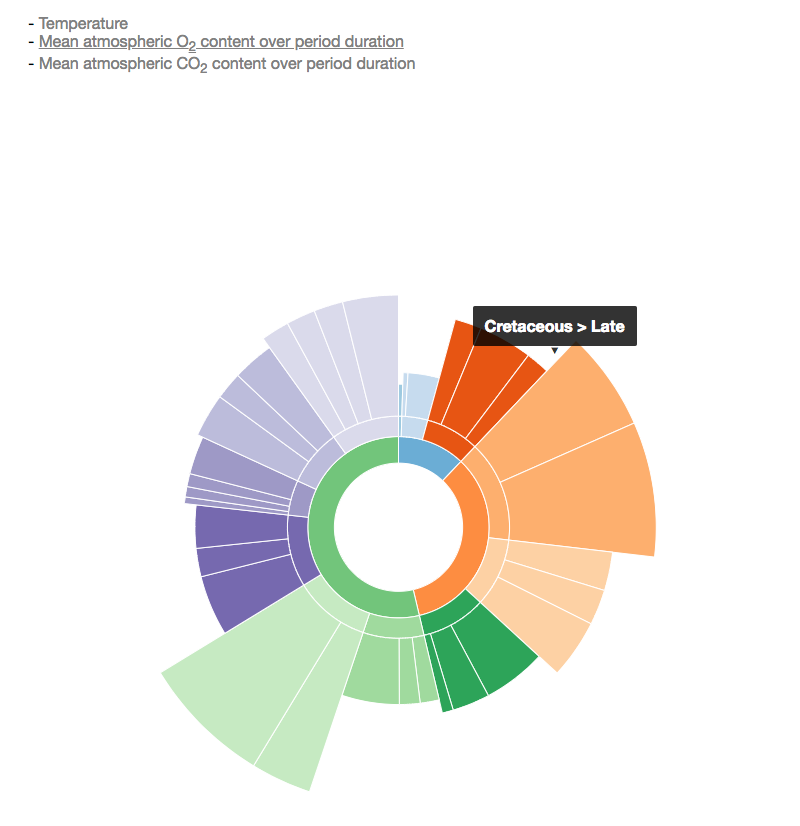 - Temperature
- Mean atmospheric O₂ content over period duration
- Mean atmospheric CO₂ content over period duration
Cretaceous > Late